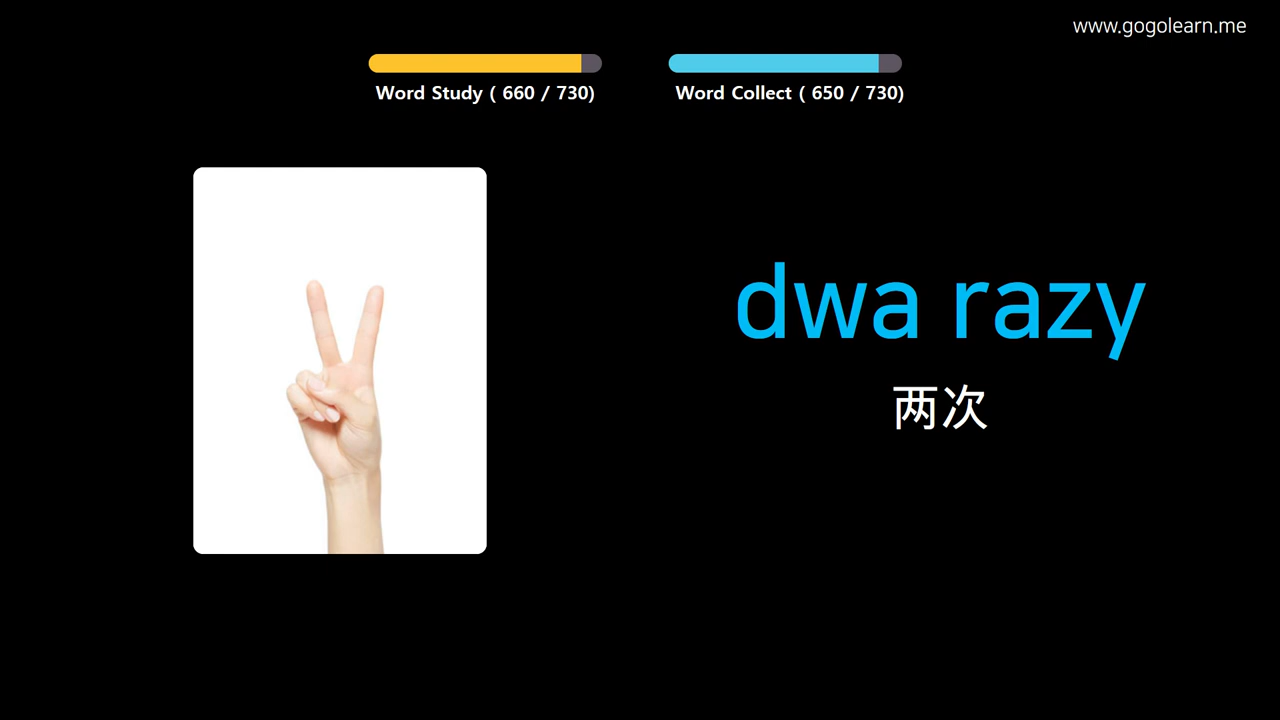 www.gogolearn.me
Word Study ( 660 / 730)
Word Collect ( 650 / 730)
dwa razy
两次